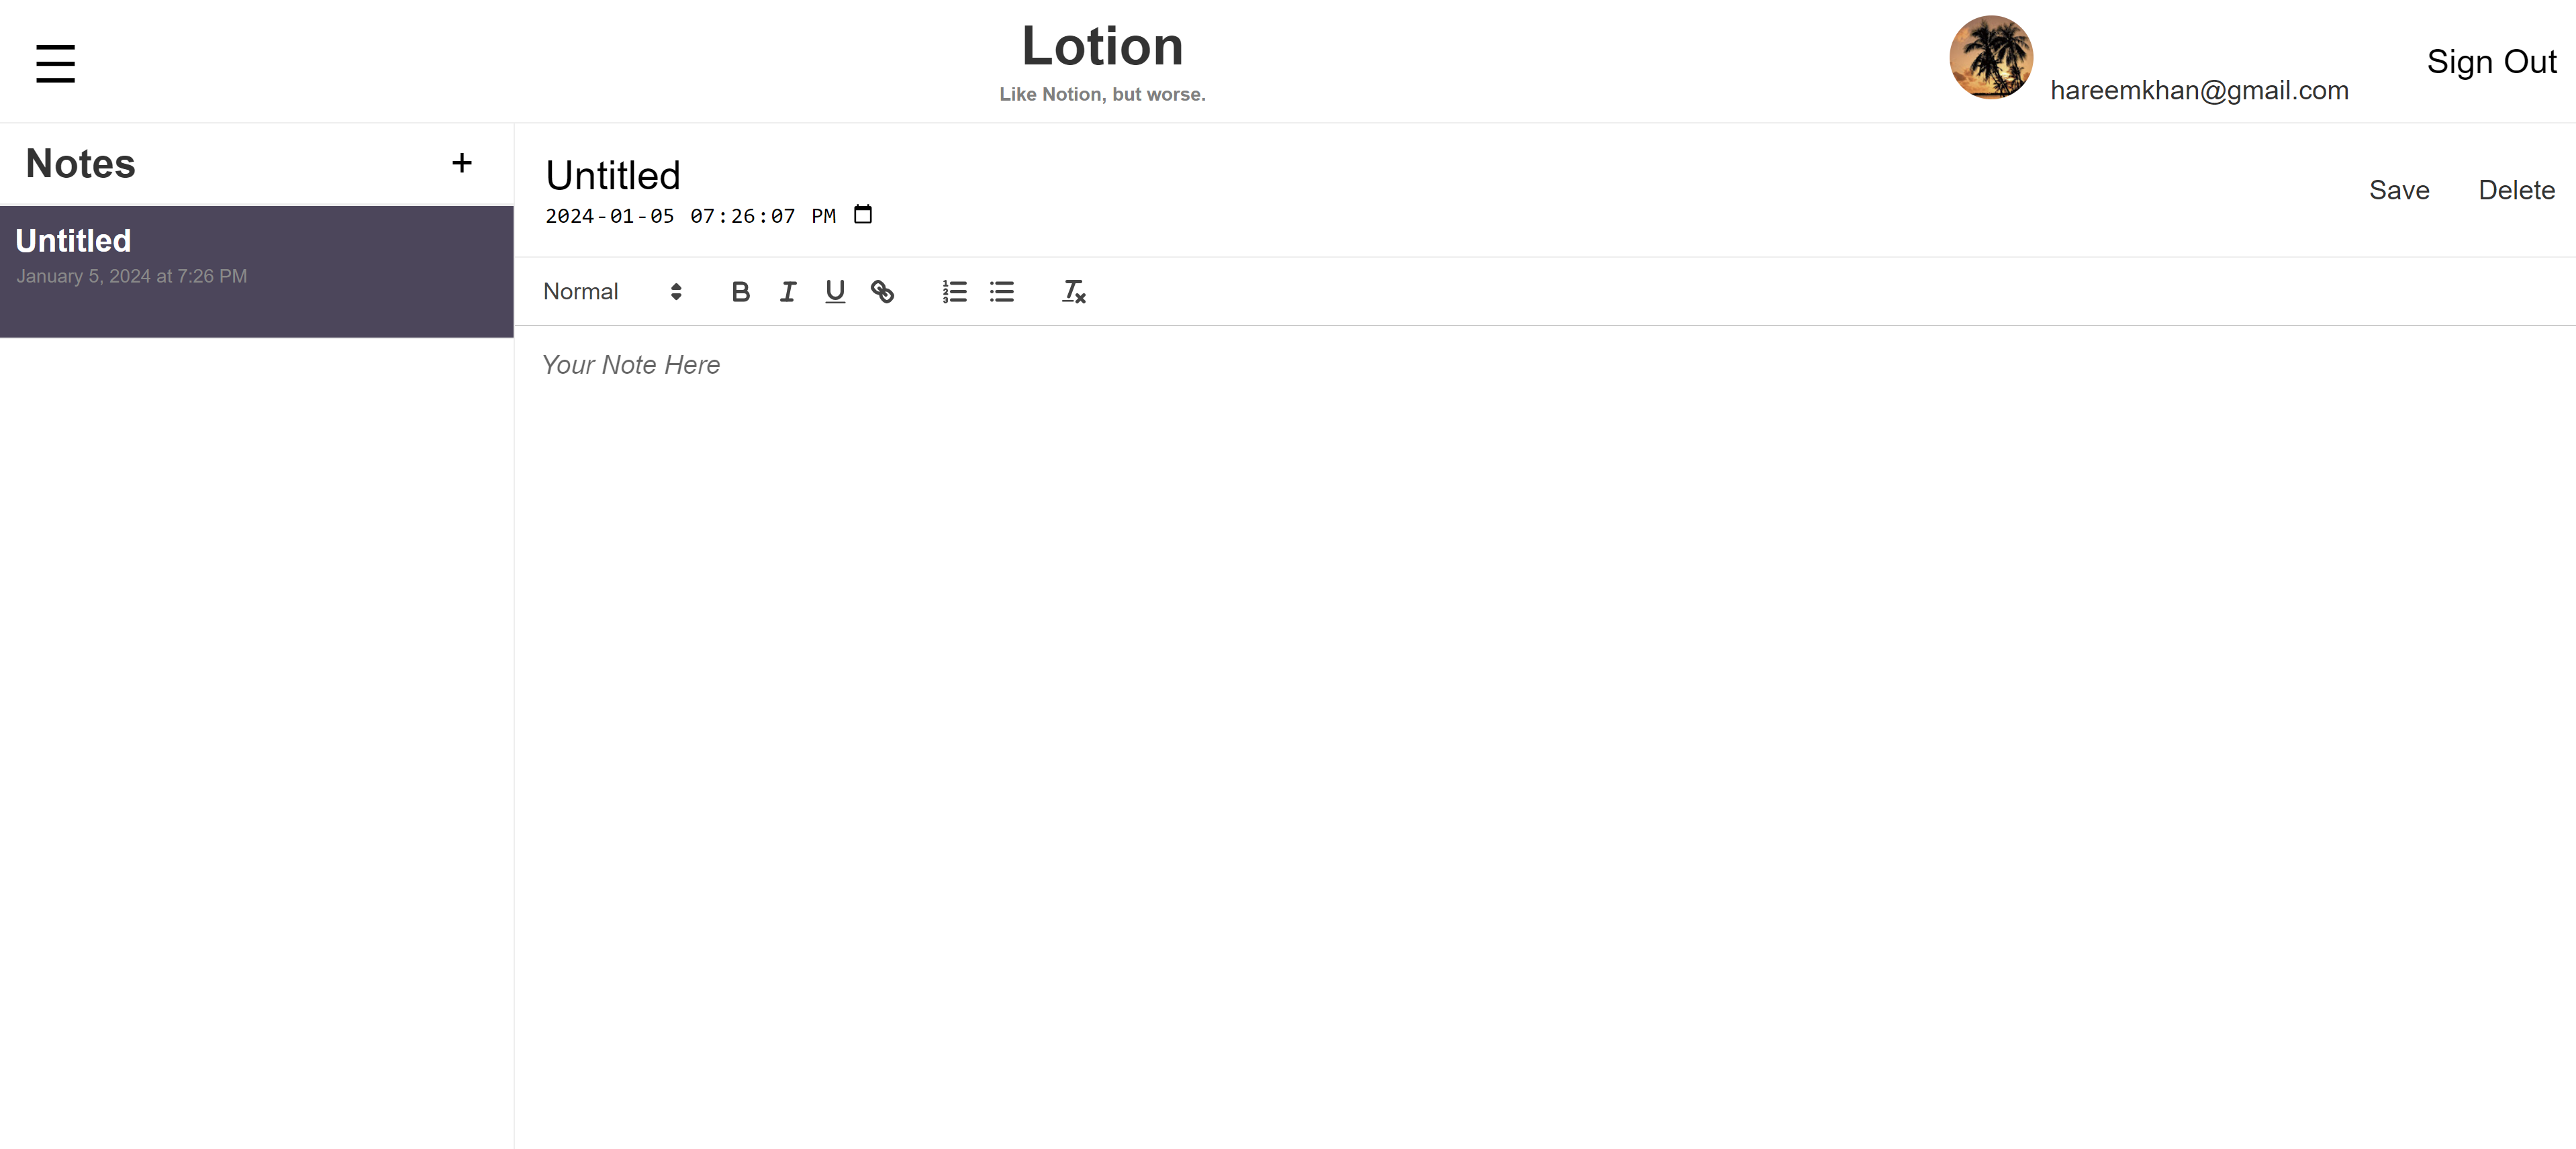 Lotion
Like Notion, but worse.
hareemkhan@gmail.com
Sign Out
Notes
+
Untitled
January 5, 2024 at 7:26 PM
Untitled
2024-01-05 07:26:07 PM
Save
Delete
Normal
Your Note Here